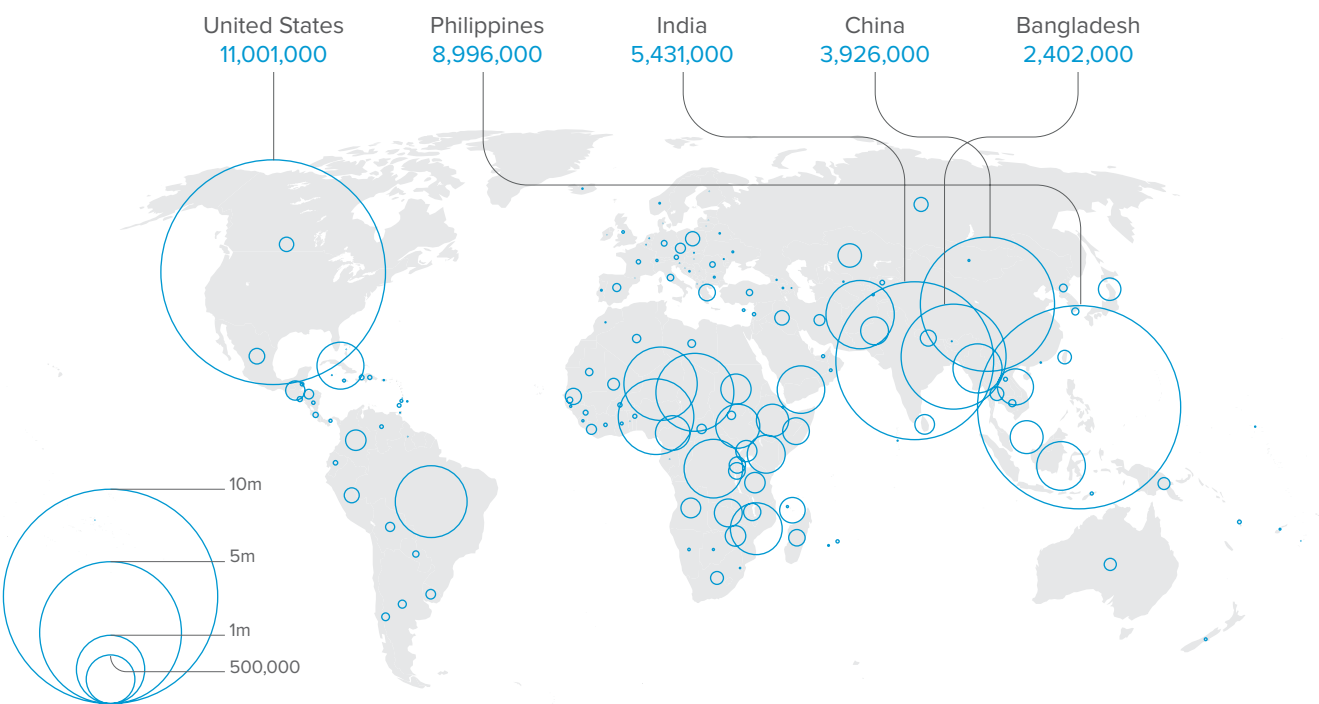 United States
11,001,000
Philippines
8,996,000
India
5,431,000
China
3,926,000
Bangladesh
2,402,000
10m
5m
1m
500,000